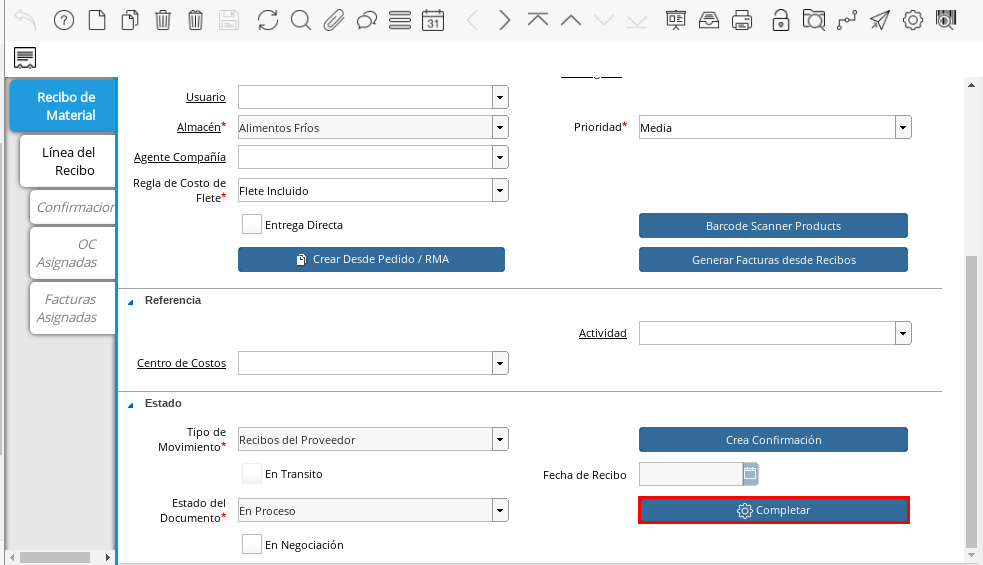 31
Recibo de
Material
Línea del
Recibo
Confirmacior
OC
Asignadas
Facturas
Asignadas
Usuario
Almacén* Alimentos Fríos
Prioridad* Media
Agente Compañía
Regla de Costo de
Flete* Flete Incluido
Entrega Directa
Barcode Scanner Products
Crear Desde Pedido / RMA
Generar Facturas desde Recibos
Referencia
Actividad
Centro de Costos
Estado
Tipo de
Movimiento* Recibos del Proveedor
Crea Confirmación
En Transito
Fecha de Recibo
Estado del
Documento* En Proceso
Completar
En Negociación